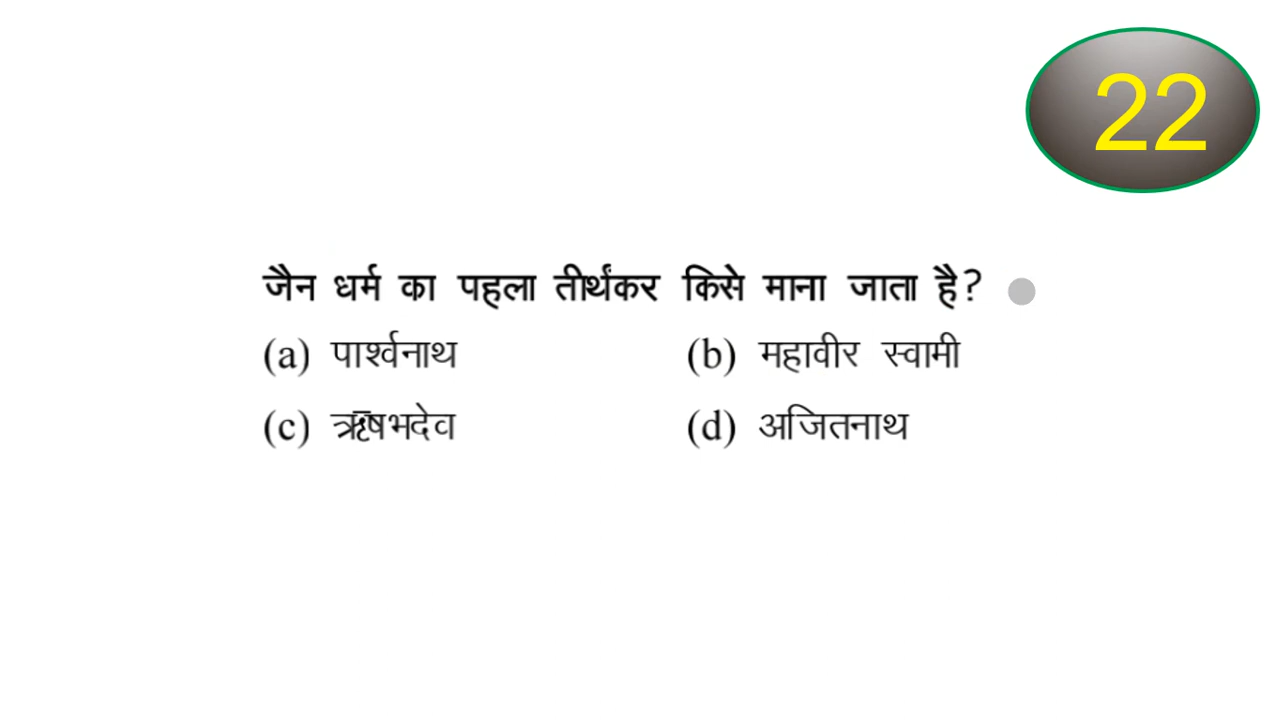 22
जैन धर्म का पहला तीर्थंकर किसे माना जाता है?
(a) पार्श्वनाथ (b) महावीर स्वामी
(c) ऋषभदेव (d) अजितनाथ